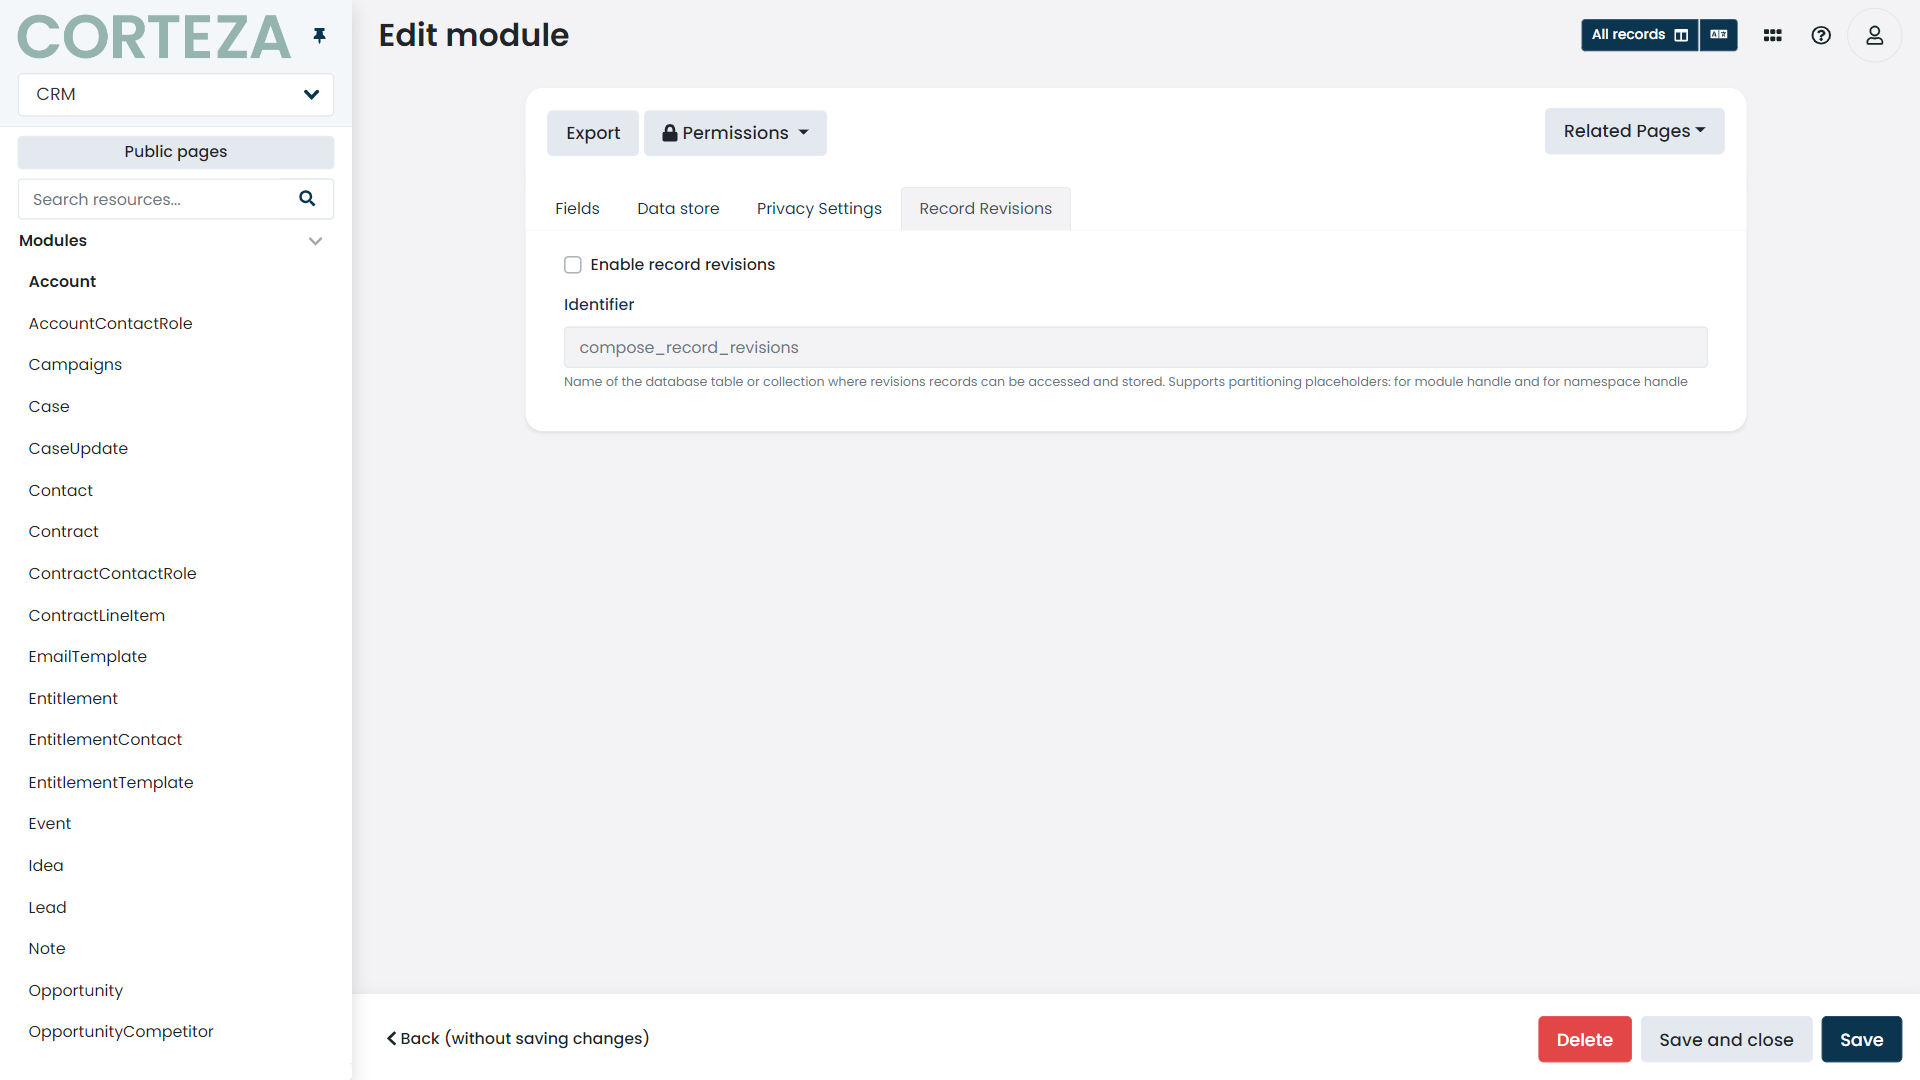 CORTEZA
CRM
Public pages
Search resources...
Modules
Account
AccountContactRole
Campaigns
Case
CaseUpdate
Contact
Contract
ContractContactRole
ContractLineItem
EmailTemplate
Entitlement
EntitlementContact
EntitlementTemplate
Event
Idea
Lead
Note
Opportunity
OpportunityCompetitor
Edit module
All records
Export
Permissions
Related Pages
Fields
Data store
Privacy Settings
Record Revisions
Enable record revisions
Identifier
compose_record_revisions
Name of the database table or collection where revisions records can be accessed and stored. Supports partitioning placeholders: for module handle and for namespace handle
Back (without saving changes)
Delete
Save and close
Save